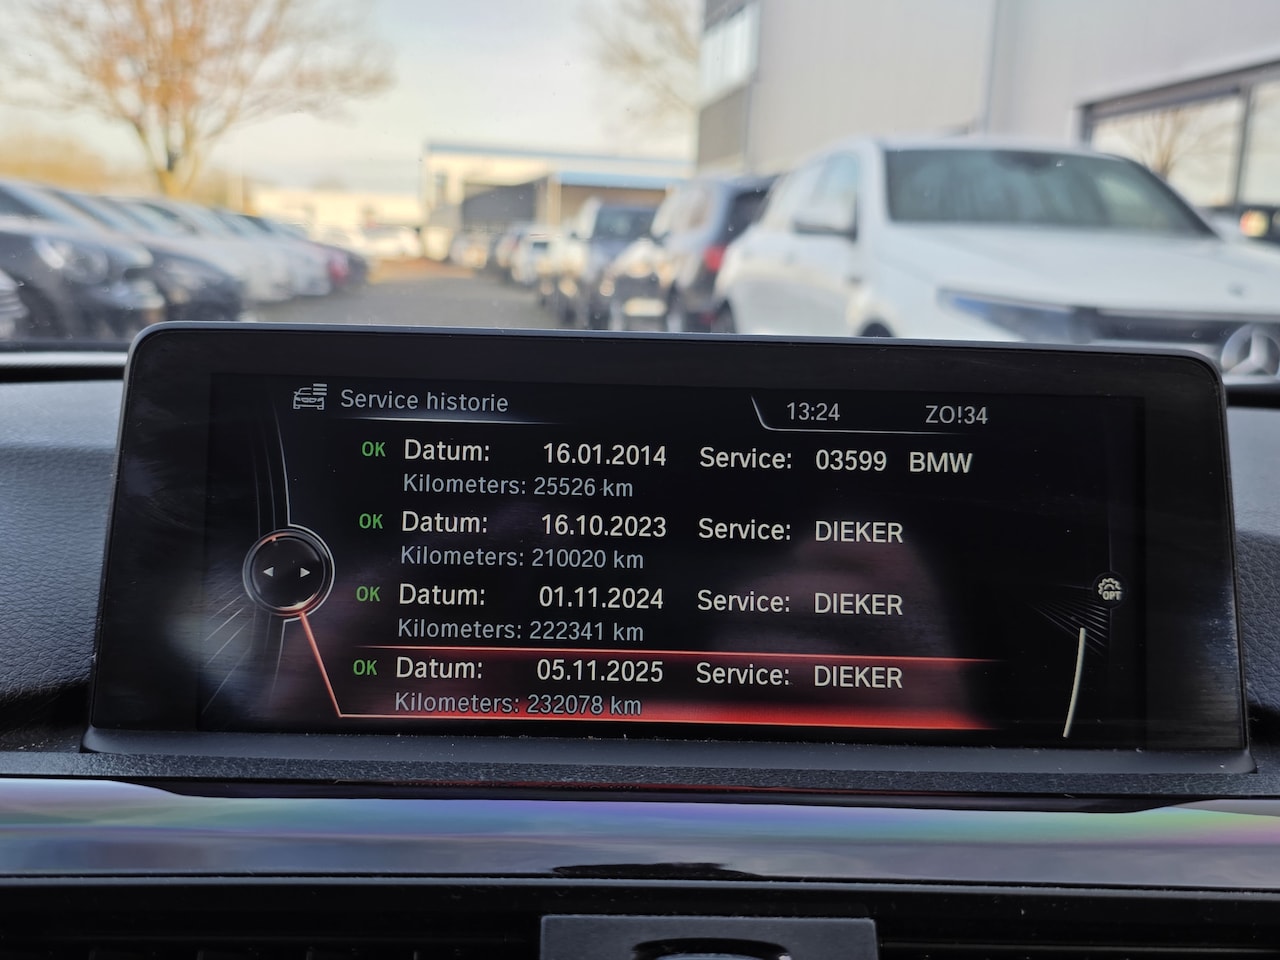 Service historie
13:24
ZO!34
OK Datum: 16.01.2014 Service: 03599 BMW
Kilometers: 25526 km
OK Datum: 16.10.2023 Service: DIEKER
Kilometers: 210020 km
OK Datum: 01.11.2024 Service: DIEKER
Kilometers: 222341 km
OPT
OK Datum: 05.11.2025 Service: DIEKER
Kilometers: 232078 km